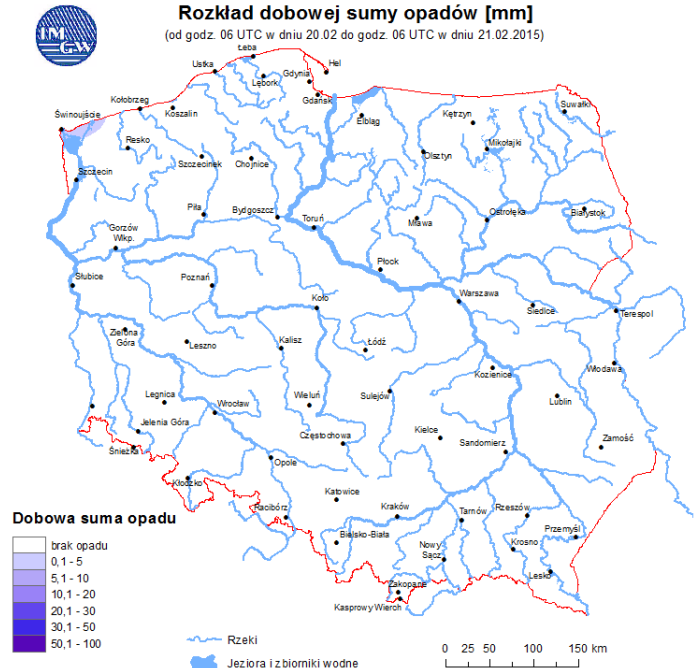 Rozkład dobowej sumy opadów [mm]
(od godz. 06 UTC w dniu 20.02 do godz. 06 UTC w dniu 21.02.2015)
IM
GW
Łeba
Hel
Ustka
Gdynia
Lębork
Gdańsk
Kołobrzeg
Koszalin
Suwałki
Świnoujście
Elbląg
Kętrzyn
Resko
Mikołajki
Szczecinek
Chojnice
Olsztyn
Szczecin
Piła
Bydgoszcz
Toruń
Mława
Ostrołęka
Białystok
Gorzów
Wlkp.
Płock
Słubice
Poznań
Koło
Warszawa
Siedlce
Terespol
Zielona
Góra
Leszno
Kalisz
Łódź
Włodawa
Kozienice
Legnica
Wrocław
Wieluń
Sulejów
Lublin
Jelenia Góra
Częstochowa
Kielce
Sandomierz
Zamość
Śnieżka
Opole
Kłodzko
Katowice
Racibórz
Kraków
Tarnów
Rzeszów
Przemyśl
Bielsko-Biała
Nowy
Sącz
Krosno
Lesko
Zakopane
Kasprowy Wierch
Dobowa suma opadu
brak opadu
0,1 - 5
5,1 - 10
10,1 - 20
20,1 - 30
30,1 - 50
50,1 - 100
Rzeki
Jeziora i zbiorniki wodne
0 25 50 100 150 km